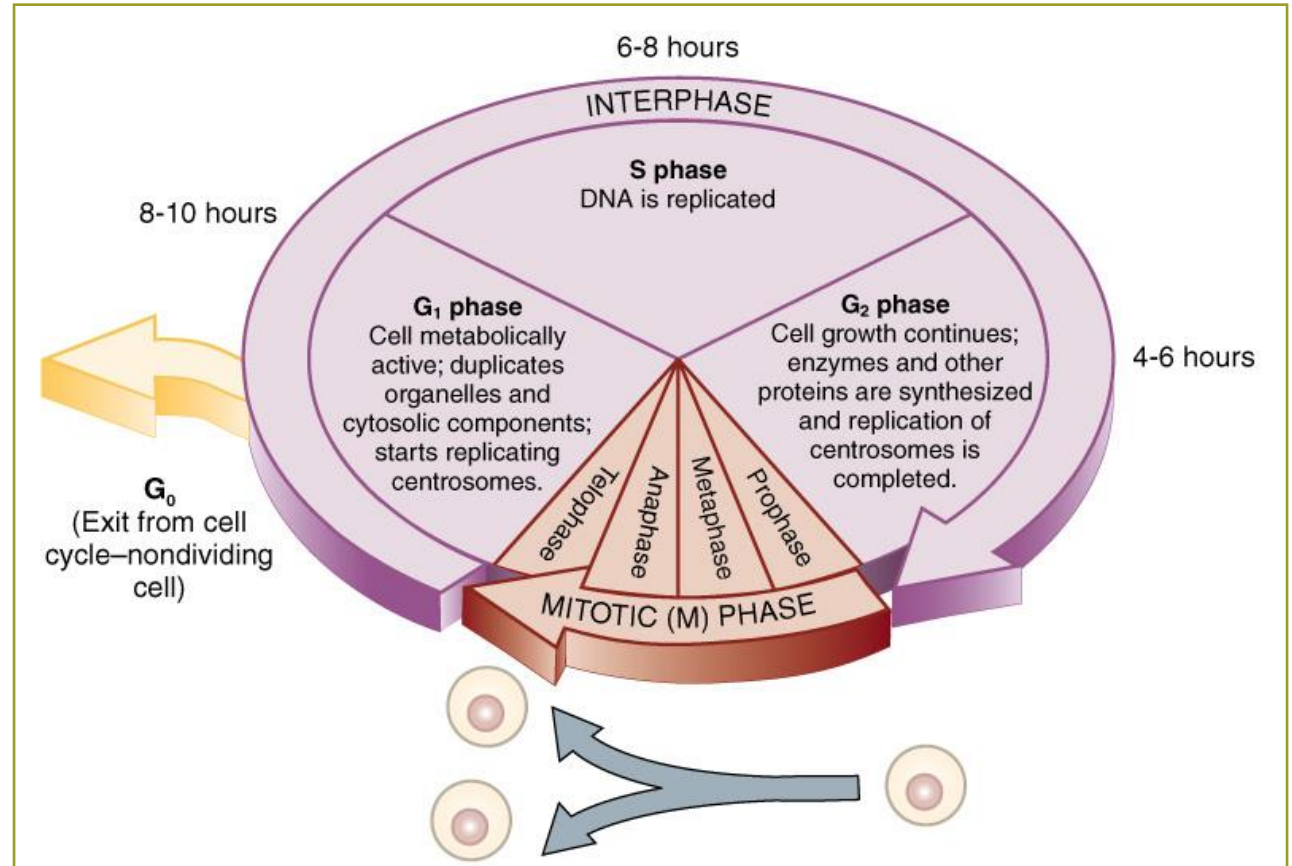 6-8 hours
INTERPHASE
S phase
DNA is replicated
8-10 hours
G₁ phase
Cell metabolically
active; duplicates
organelles and
cytosolic components;
starts replicating
centrosomes.
G₂ phase
Cell growth continues;
enzymes and other
proteins are synthesized
and replication of
centrosomes is
completed.
4-6 hours
G₀
(Exit from cell
cycle–nondividing
cell)
Telophase
Anaphase
Metaphase
Prophase
MITOTIC (M) PHASE